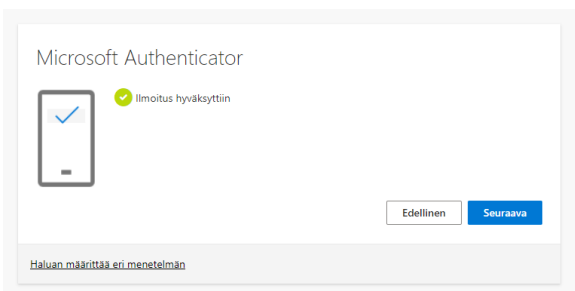 Microsoft Authenticator
Ilmoitus hyväksyttiin
Edellinen
Seuraava
Haluan määrittää eri menetelmän